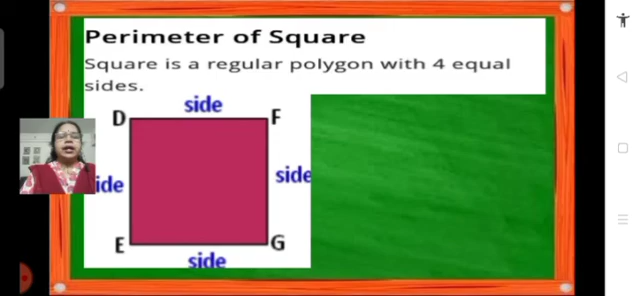 Perimeter of Square
Square is a regular polygon with 4 equal
sides.
side
D F
ide side
E G
side